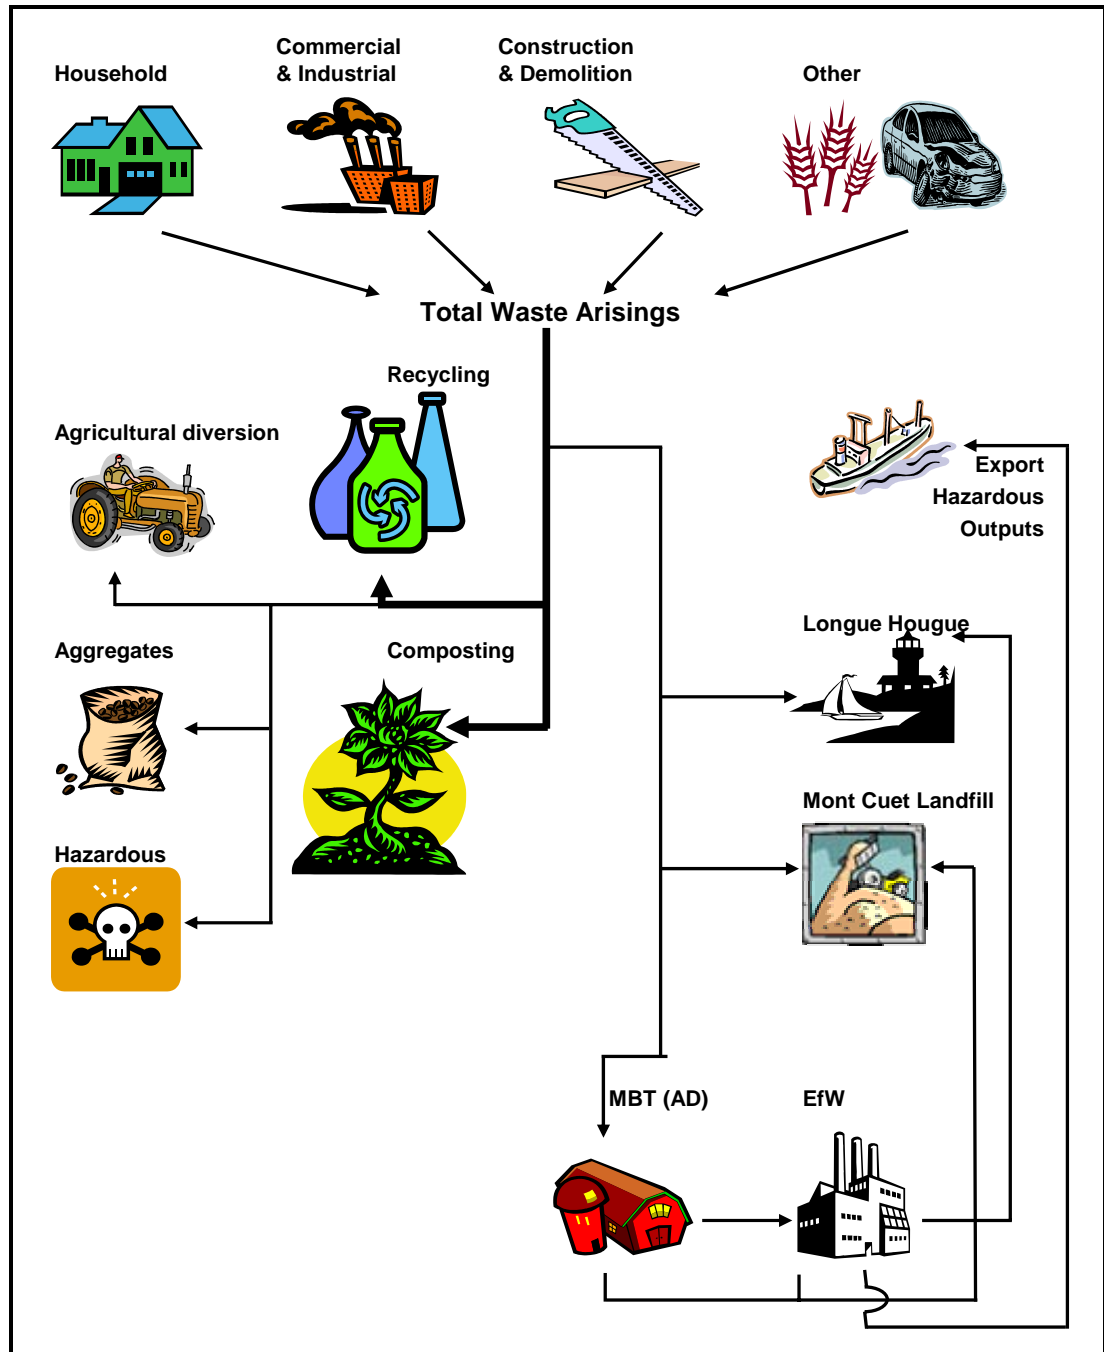 Household
Commercial
& Industrial
Construction
& Demolition
Other
Total Waste Arisings
Recycling
Agricultural diversion
Export
Hazardous
Outputs
Longue Hougue
Aggregates
Composting
Mont Cuet Landfill
Hazardous
MBT (AD)
EfW